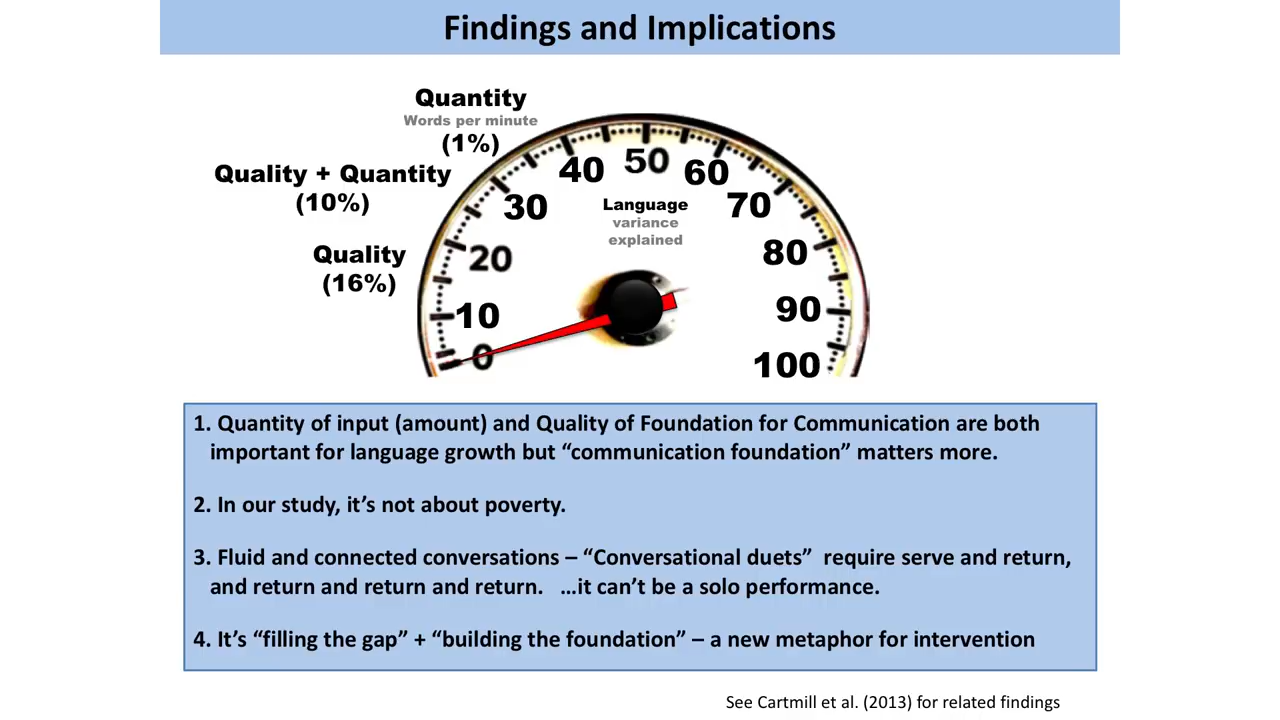 Findings and Implications
Quantity
Words per minute
(1%)
Quality + Quantity
(10%)
Quality
(16%)
0
10
20
30
40
50
60
70
80
90
100
Language
variance
explained
1. Quantity of input (amount) and Quality of Foundation for Communication are both
important for language growth but “communication foundation” matters more.
2. In our study, it’s not about poverty.
3. Fluid and connected conversations – “Conversational duets” require serve and return,
and return and return and return. ...it can’t be a solo performance.
4. It’s “filling the gap” + “building the foundation” – a new metaphor for intervention
See Cartmill et al. (2013) for related findings